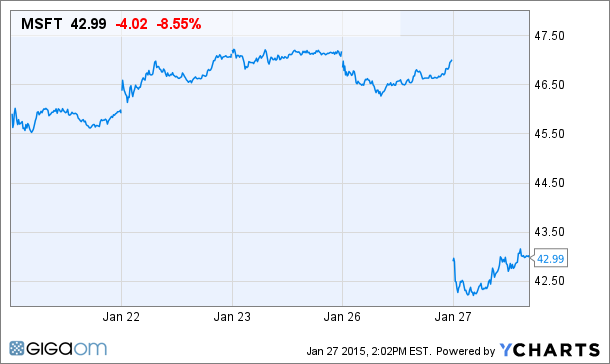 MSFT 42.99 -4.02 -8.55%
47.50
46.50
45.50
44.50
43.50
42.99
42.50
Jan 22 Jan 23 Jan 26 Jan 27
GIGAOM Jan 27 2015, 2:02PM EST. Powered by YCHARTS